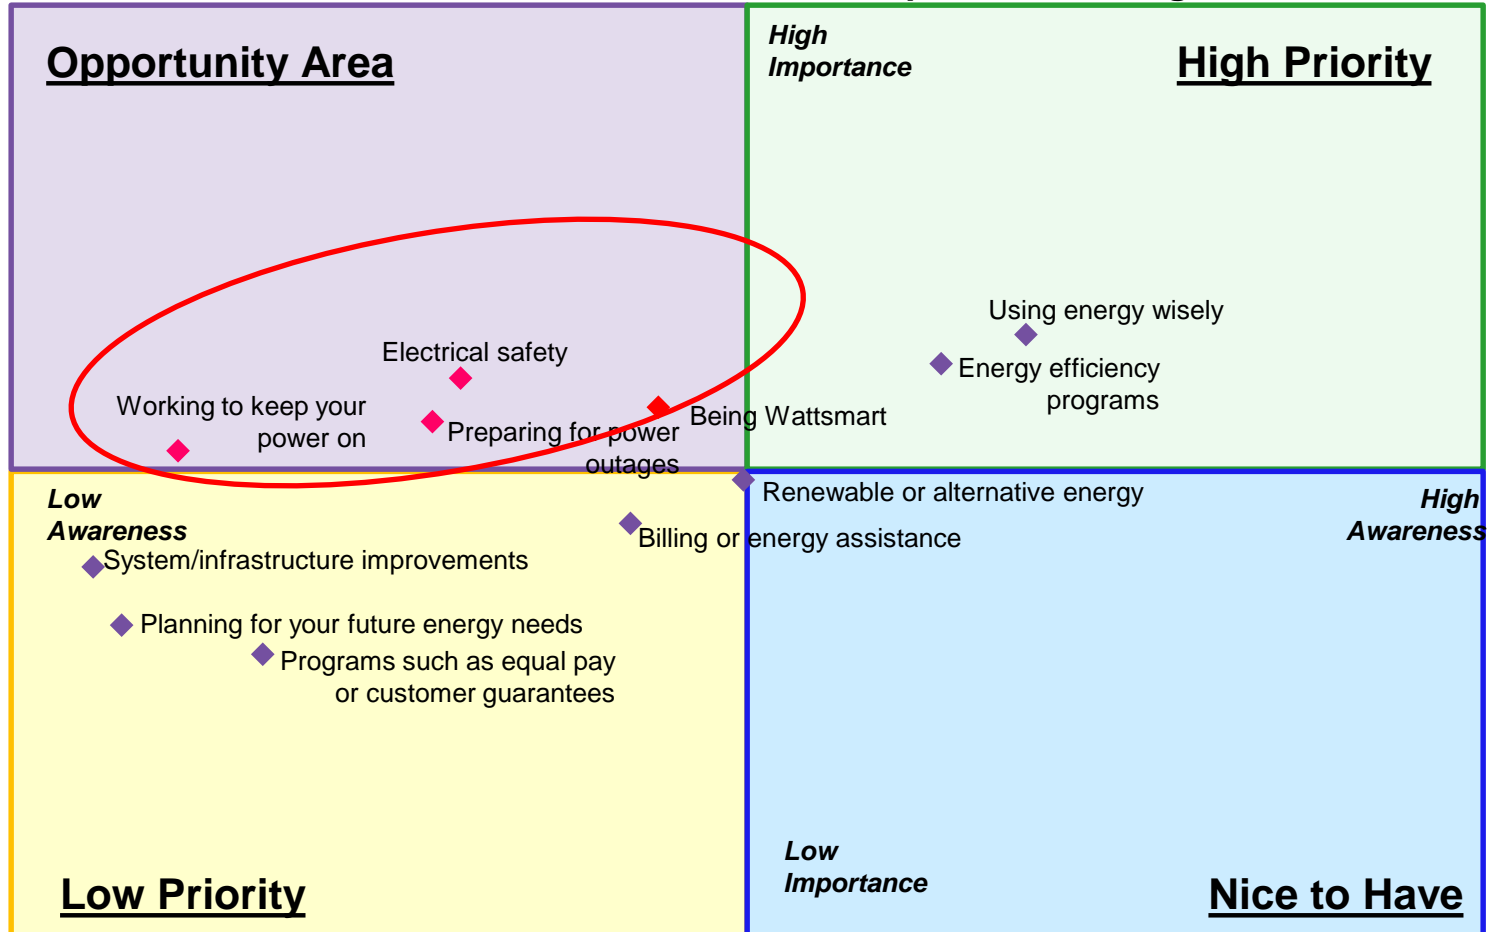 Opportunity Area
High
Importance
High Priority
Using energy wisely
Electrical safety
Energy efficiency
programs
Working to keep your
power on
Being Wattsmart
Preparing for power
outages
Low
Awareness
Renewable or alternative energy
High
Awareness
Billing or energy assistance
System/infrastructure improvements
Planning for your future energy needs
Programs such as equal pay
or customer guarantees
Low
Importance
Low Priority
Nice to Have